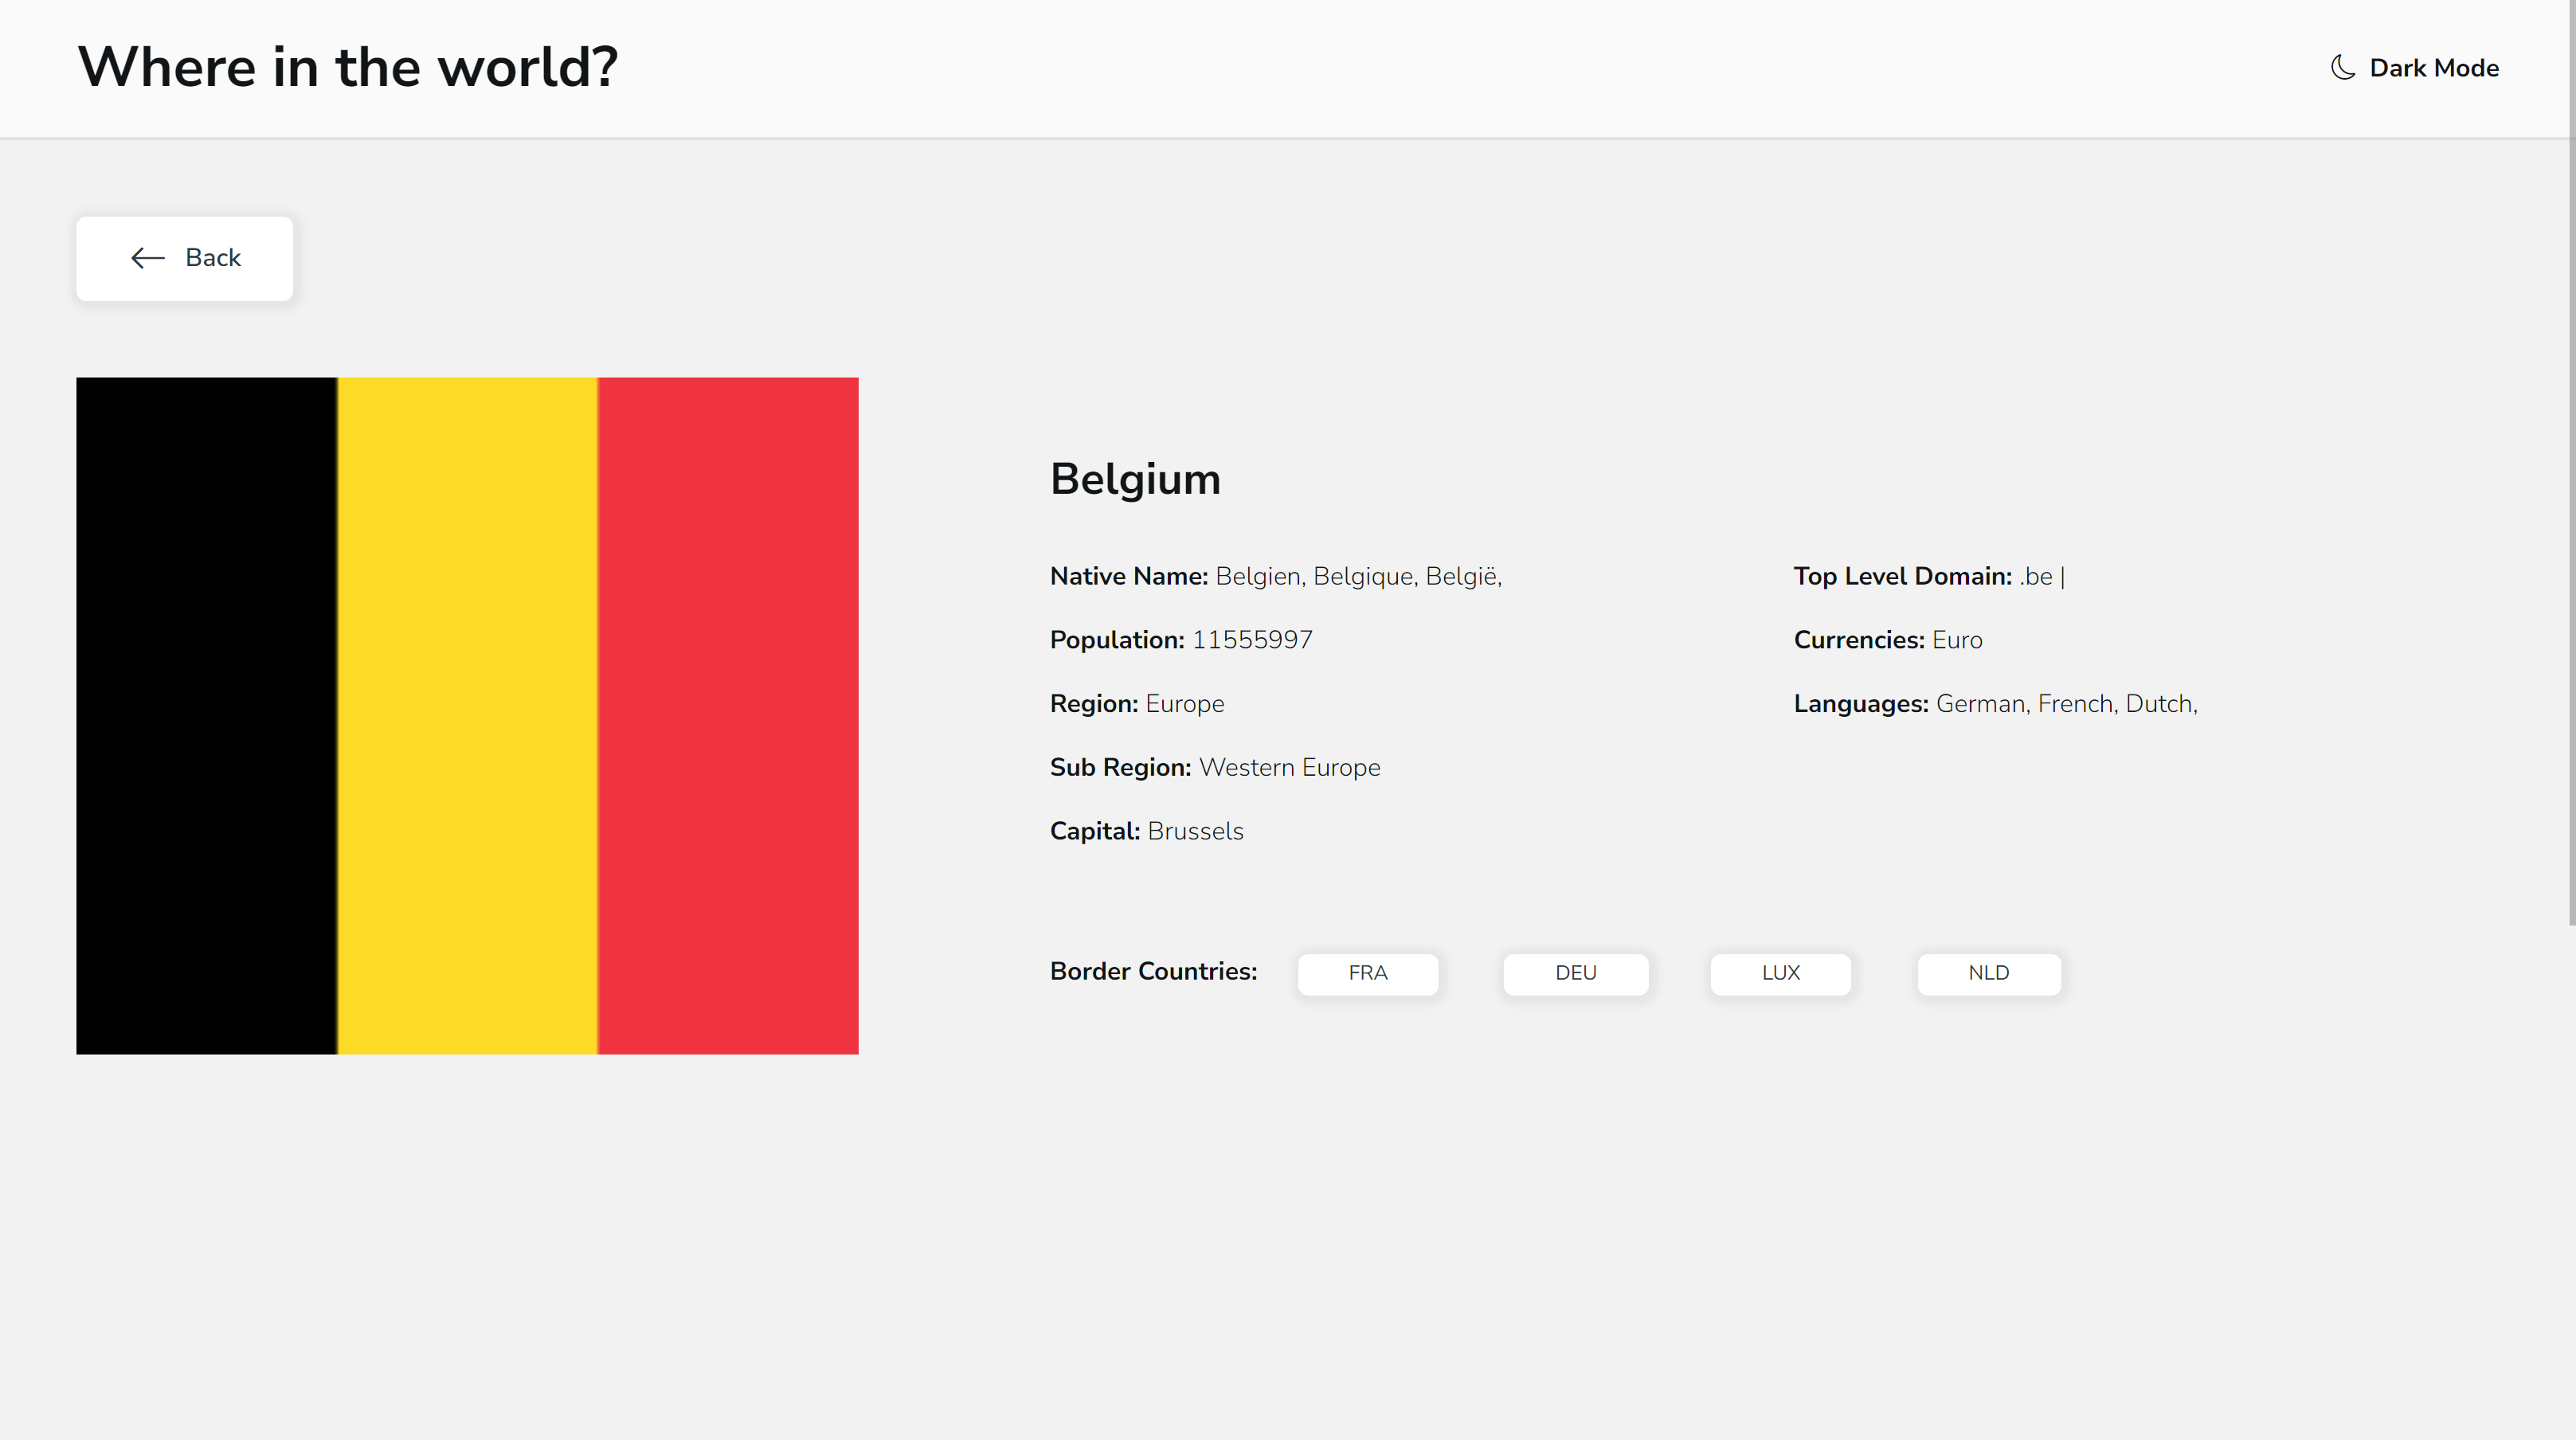 Where in the world?
Dark Mode
Back
Belgium
Native Name: Belgien, Belgique, België,
Population: 11555997
Region: Europe
Sub Region: Western Europe
Capital: Brussels
Top Level Domain: .be |
Currencies: Euro
Languages: German, French, Dutch,
Border Countries: FRA DEU LUX NLD